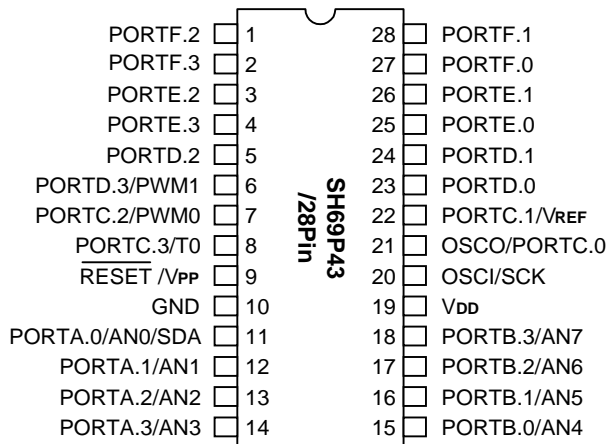 PORTF.2 1 28 PORTF.1
PORTF.3 2 27 PORTF.0
PORTE.2 3 26 PORTE.1
PORTE.3 4 25 PORTE.0
PORTD.2 5 24 PORTD.1
PORTD.3/PWM1 6 23 PORTD.0
PORTC.2/PWM0 7 22 PORTC.1/VREF
PORTC.3/T0 8 21 OSCO/PORTC.0
RESET /VPP 9 20 OSCI/SCK
GND 10 19 VDD
PORTA.0/AN0/SDA 11 18 PORTB.3/AN7
PORTA.1/AN1 12 17 PORTB.2/AN6
PORTA.2/AN2 13 16 PORTB.1/AN5
PORTA.3/AN3 14 15 PORTB.0/AN4
SH69P43
/28Pin